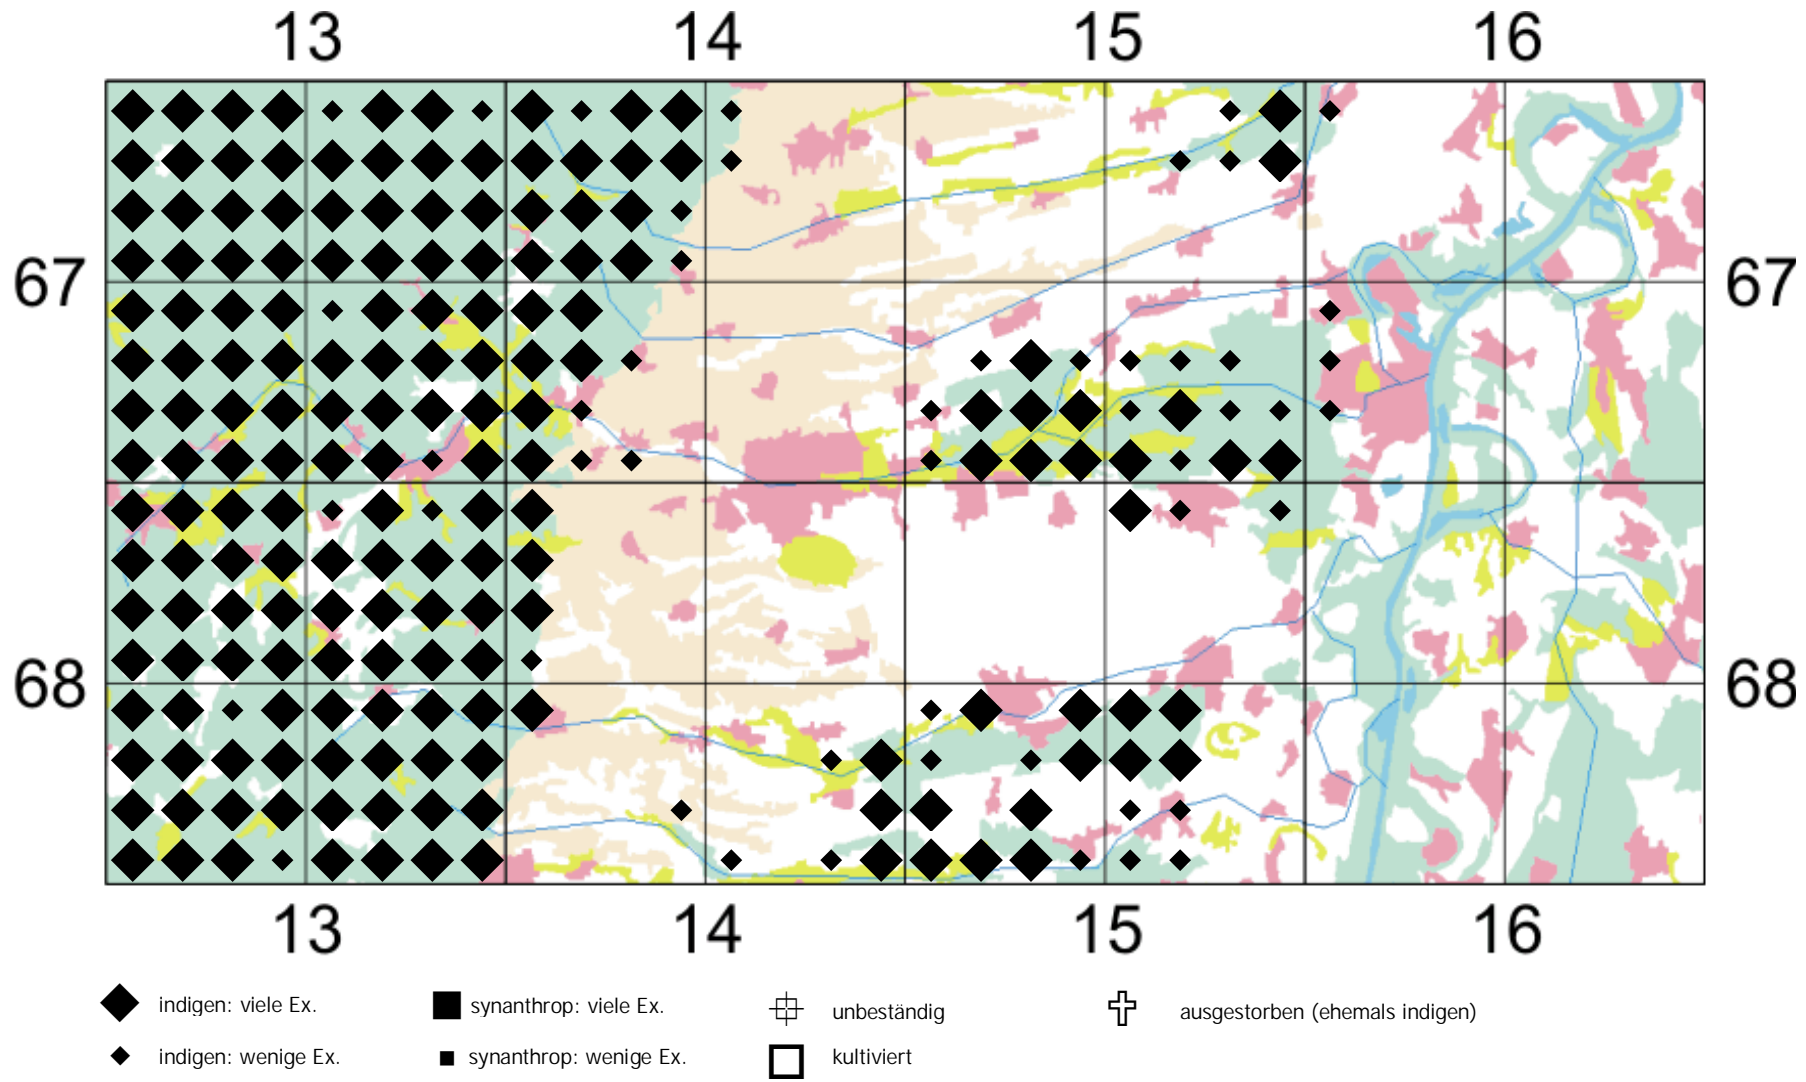 13 14 15 16
67 67
68 68
13 14 15 16
indigen: viele Ex. synanthrop: viele Ex. unbeständig ausgestorben (ehemals indigen)
indigen: wenige Ex. synanthrop: wenige Ex. kultiviert